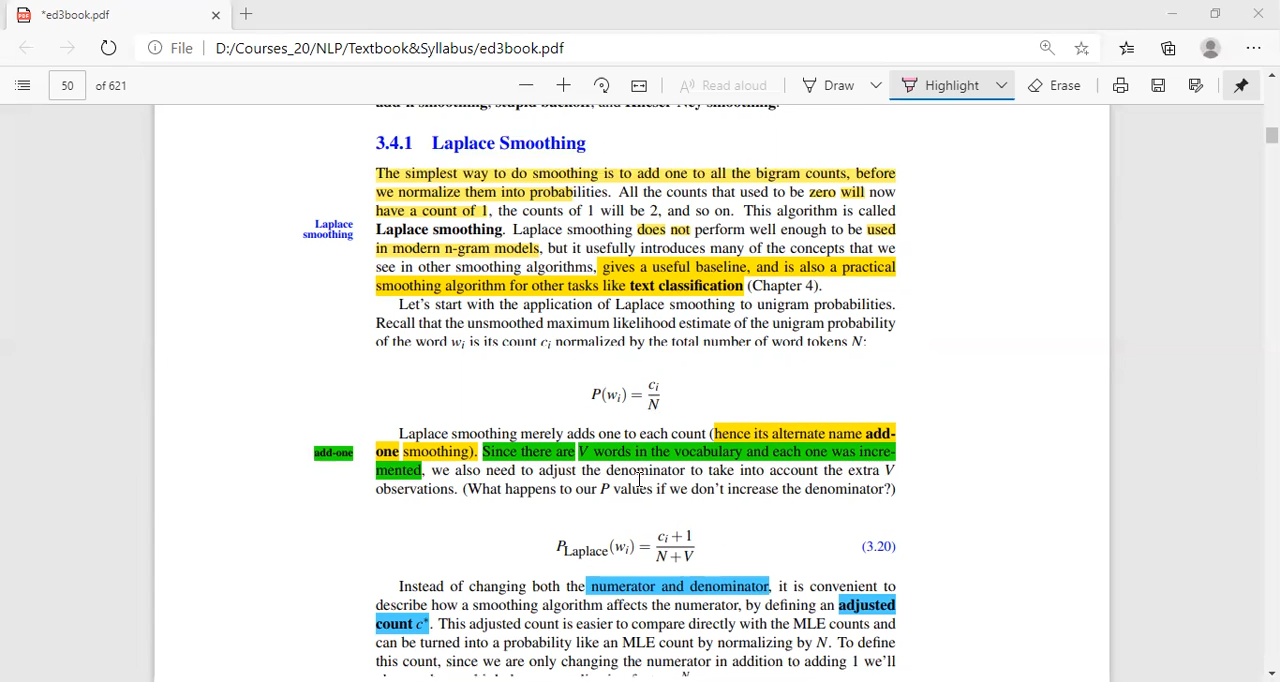 *ed3book.pdf
File D:/Courses_20/NLP/Textbook&Syllabus/ed3book.pdf
50 of 621 Read aloud Draw Highlight Erase
add-k smoothing, stupid backoff, and Kneser-Ney smoothing.
3.4.1 Laplace Smoothing
The simplest way to do smoothing is to add one to all the bigram counts, before
we normalize them into probabilities. All the counts that used to be zero will now
have a count of 1, the counts of 1 will be 2, and so on. This algorithm is called
Laplace smoothing
Laplace smoothing. Laplace smoothing does not perform well enough to be used
in modern n-gram models, but it usefully introduces many of the concepts that we
see in other smoothing algorithms, gives a useful baseline, and is also a practical
smoothing algorithm for other tasks like text classification (Chapter 4).
Let's start with the application of Laplace smoothing to unigram probabilities.
Recall that the unsmoothed maximum likelihood estimate of the unigram probability
of the word wᵢ is its count cᵢ normalized by the total number of word tokens N:
P(wᵢ) = cᵢ / N
Laplace smoothing merely adds one to each count (hence its alternate name add-
add-one
one smoothing). Since there are V words in the vocabulary and each one was incre-
mented, we also need to adjust the denominator to take into account the extra V
observations. (What happens to our P values if we don't increase the denominator?)
P_Laplace(wᵢ) = (cᵢ + 1) / (N + V) (3.20)
Instead of changing both the numerator and denominator, it is convenient to
describe how a smoothing algorithm affects the numerator, by defining an adjusted
count c*. This adjusted count is easier to compare directly with the MLE counts and
can be turned into a probability like an MLE count by normalizing by N. To define
this count, since we are only changing the numerator in addition to adding 1 we'll